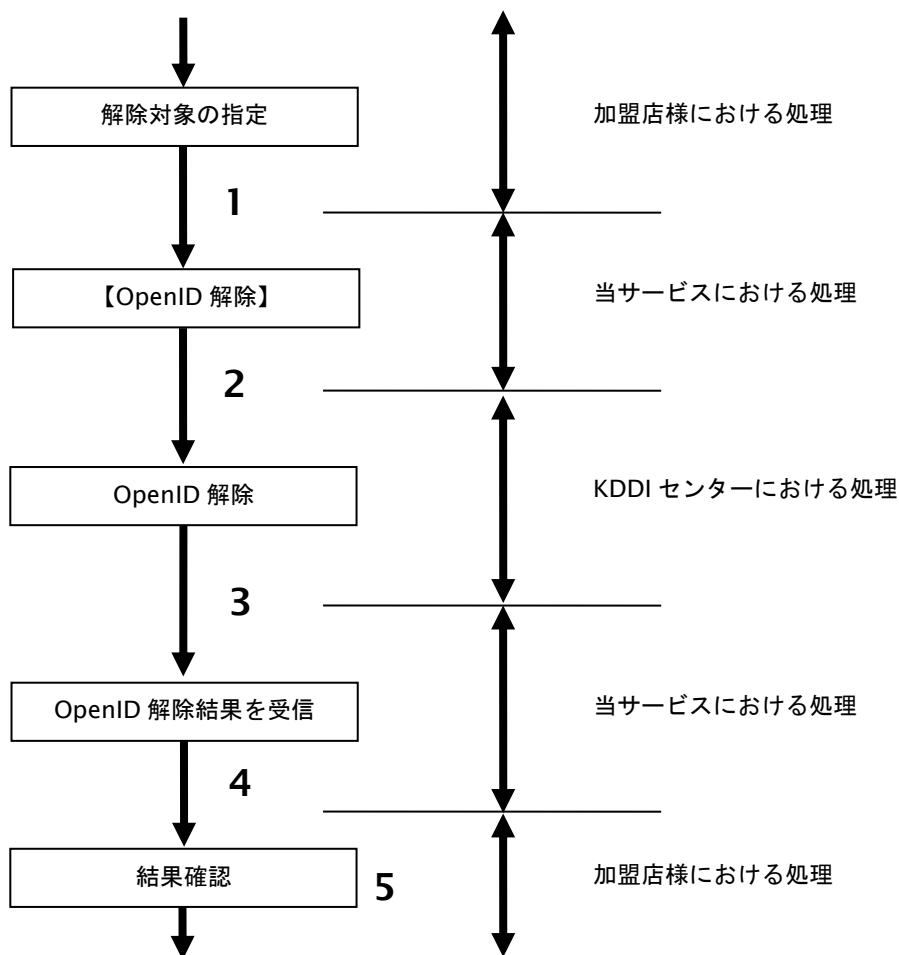 解除対象の指定
加盟店様における処理
1
【OpenID 解除】
当サービスにおける処理
2
OpenID 解除
KDDI センターにおける処理
3
OpenID 解除結果を受信
当サービスにおける処理
4
結果確認
5
加盟店様における処理